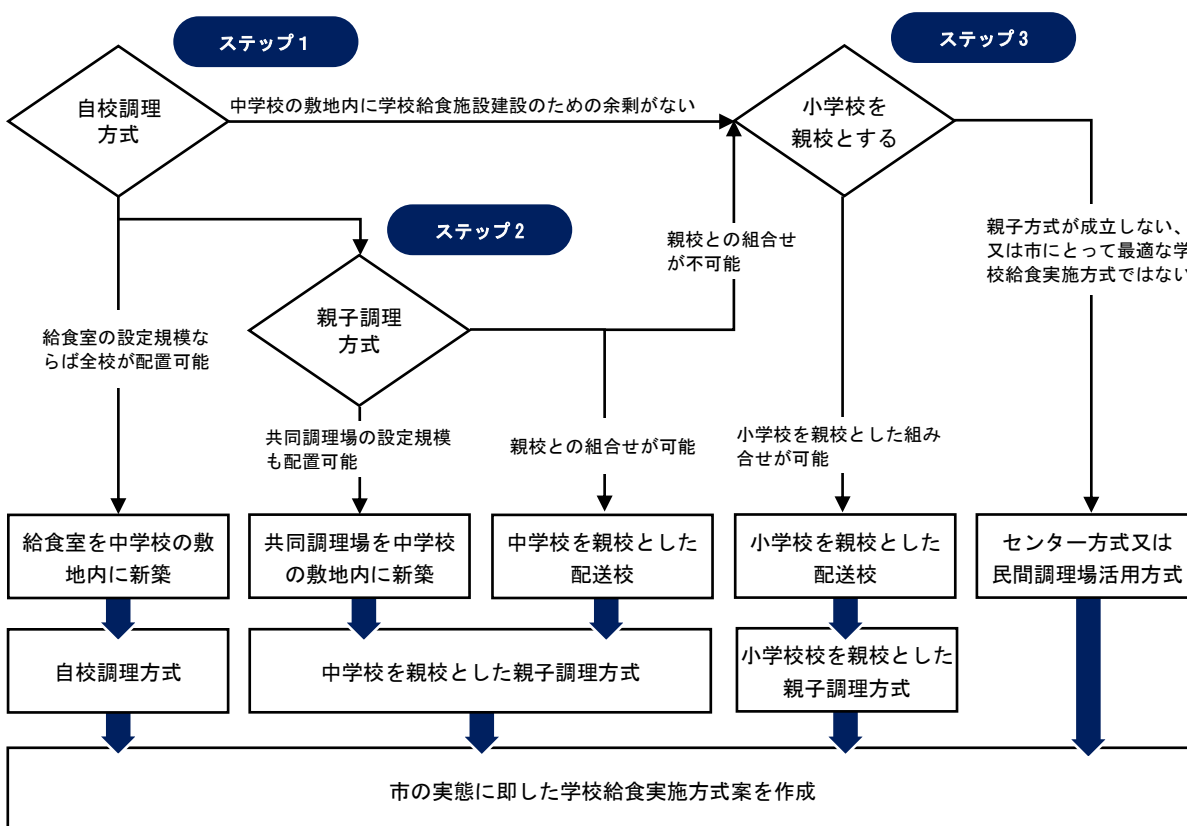 ステップ1
ステップ3
自校調理
方式
中学校の敷地内に学校給食施設建設のための余剰がない
小学校を
親校とする
ステップ2
親校との組合せ
が不可能
親子方式が成立しない、
又は市にとって最適な学
校給食実施方式ではない
給食室の設定規模な
らば全校が配置可能
親子調理
方式
共同調理場の設定規模
も配置可能
親校との組合せが可能
小学校を親校とした組み
合せが可能
給食室を中学校の敷
地内に新築
共同調理場を中学校
の敷地内に新築
中学校を親校とした
配送校
小学校を親校とした
配送校
センター方式又は
民間調理場活用方式
自校調理方式
中学校を親校とした親子調理方式
小学校校を親校とした
親子調理方式
市の実態に即した学校給食実施方式案を作成